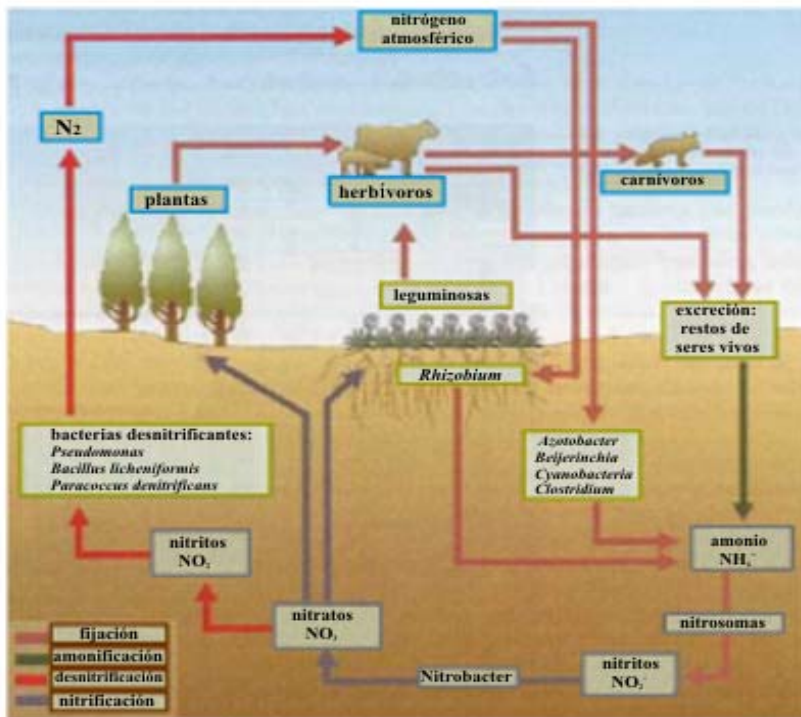 nitrógeno
atmosférico
N2
plantas
herbívoros
carnívoros
leguminosas
excreción:
restos de
seres vivos
Rhizobium
bacterias desnitrificantes:
Pseudomonas
Bacillus licheniformis
Paracoccus denitrificans
Azotobacter
Beijerinchia
Cyanobacteria
Clostridium
nitritos
NO2
amonio
NH4
nitratos
NO3
nitrosomas
Nitrobacter
nitritos
NO2-
fijación
amonificación
desnitrificación
nitrificación